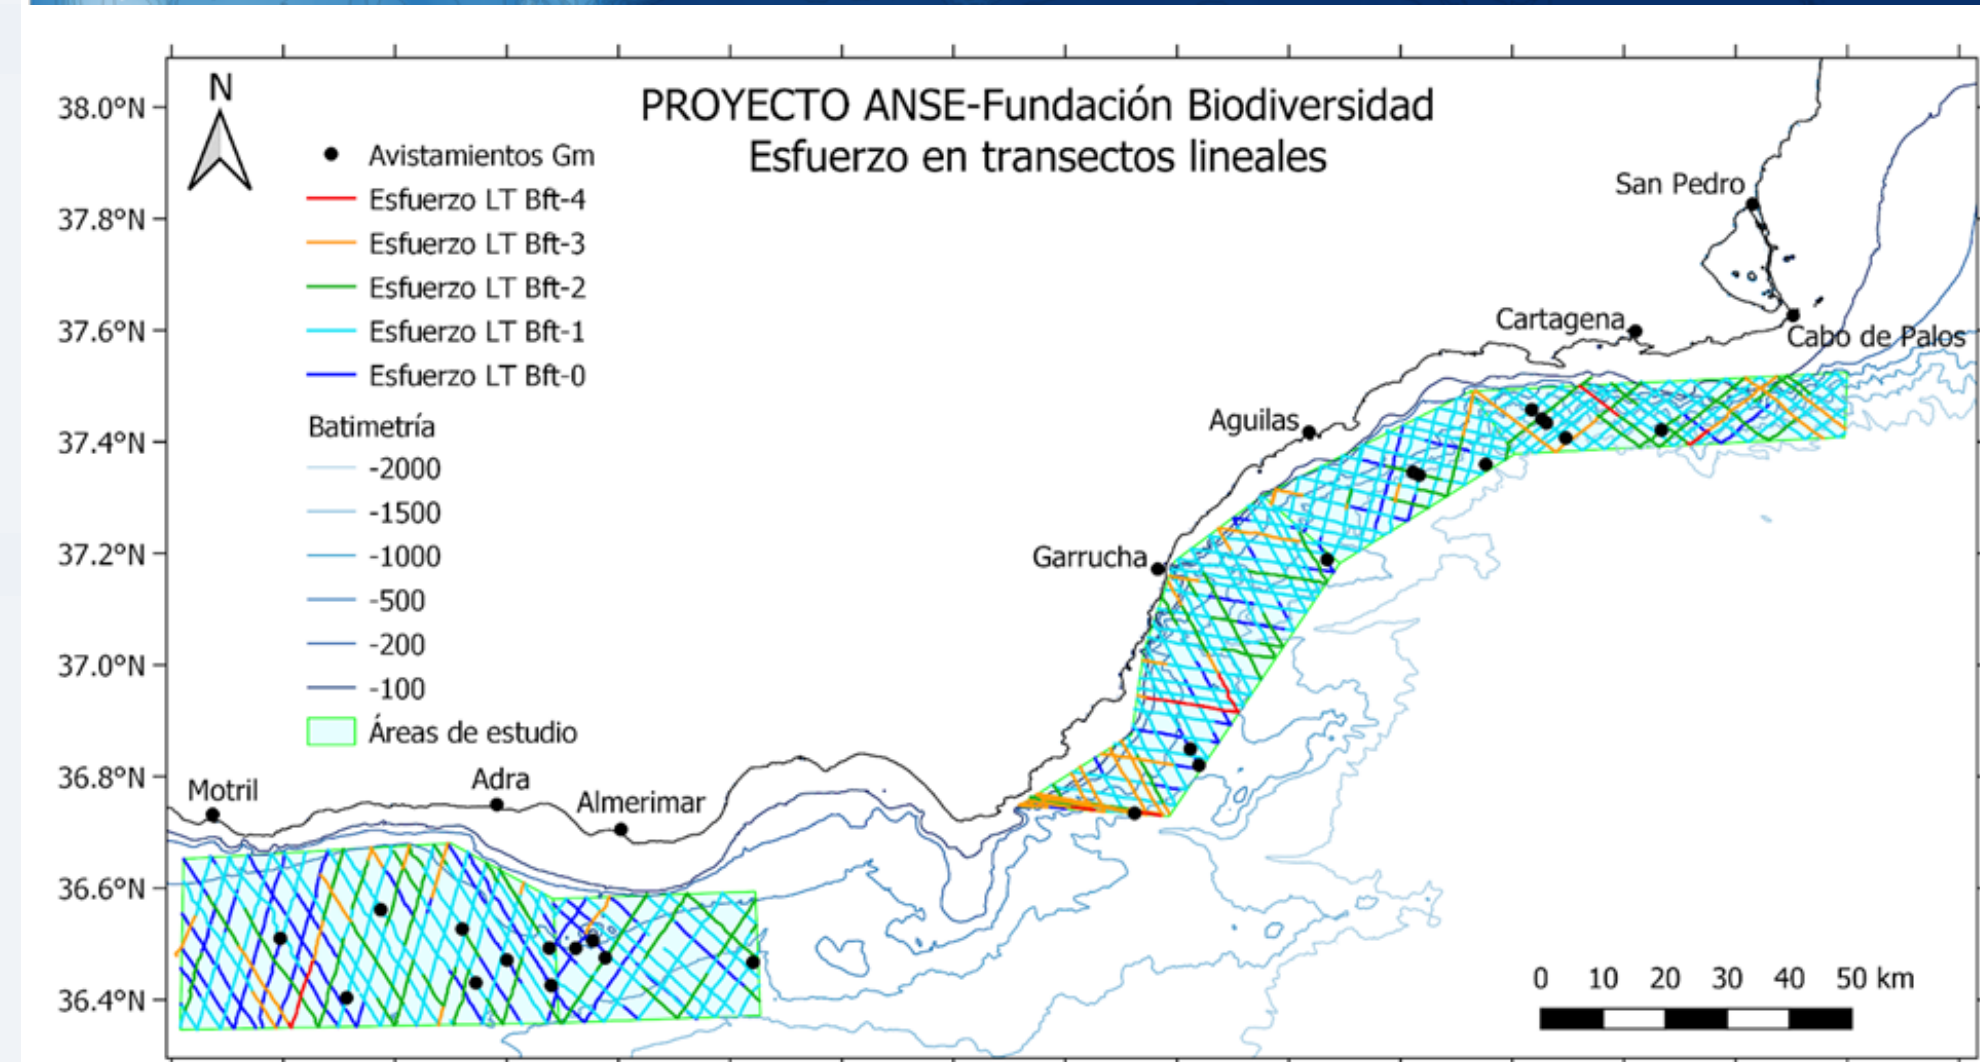 N
PROYECTO ANSE-Fundación Biodiversidad
Esfuerzo en transectos lineales
38.0°N
37.8°N
37.6°N
37.4°N
37.2°N
37.0°N
36.8°N
36.6°N
36.4°N
Avistamientos Gm
Esfuerzo LT Bft-4
Esfuerzo LT Bft-3
Esfuerzo LT Bft-2
Esfuerzo LT Bft-1
Esfuerzo LT Bft-0
Batimetría
-2000
-1500
-1000
-500
-200
-100
Áreas de estudio
San Pedro
Cartagena
Cabo de Palos
Aguilas
Garrucha
Motril
Adra
Almerimar
0 10 20 30 40 50 km